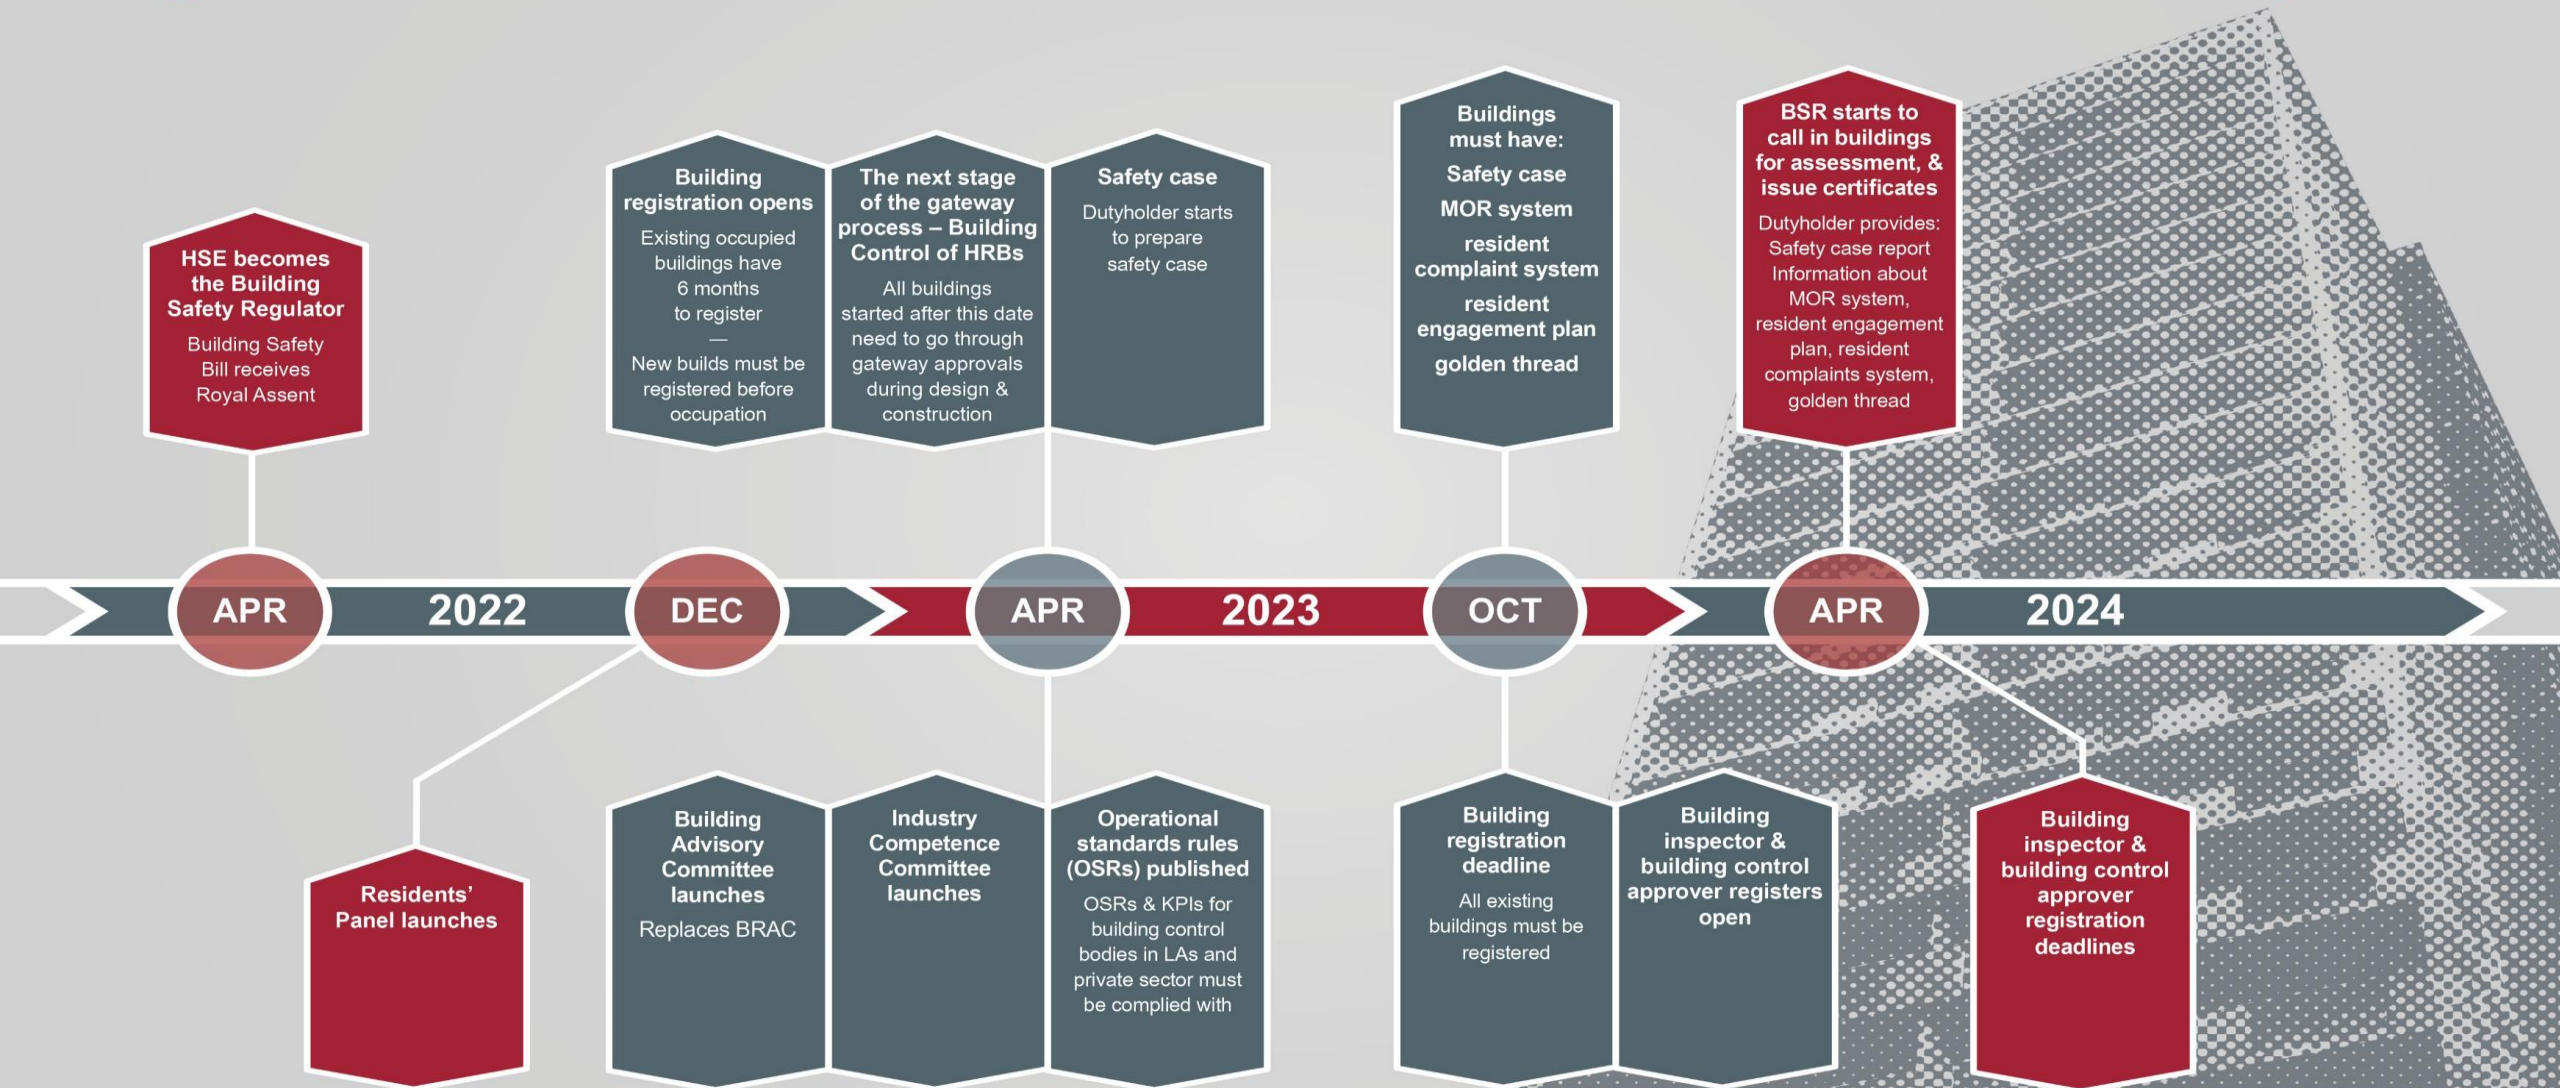 HSE becomes
the Building
Safety Regulator
Building Safety
Bill receives
Royal Assent
Building
registration opens
Existing occupied
buildings have
6 months
to register
—
New builds must be
registered before
occupation
The next stage
of the gateway
process – Building
Control of HRBs
All buildings
started after this date
need to go through
gateway approvals
during design &
construction
Safety case
Dutyholder starts
to prepare
safety case
Buildings
must have:
Safety case
MOR system
resident
complaint system
resident
engagement plan
golden thread
BSR starts to
call in buildings
for assessment, &
issue certificates
Dutyholder provides:
Safety case report
Information about
MOR system,
resident engagement
plan, resident
complaints system,
golden thread
APR
2022
DEC
APR
2023
OCT
APR
2024
Residents’
Panel launches
Building
Advisory
Committee
launches
Replaces BRAC
Industry
Competence
Committee
launches
Operational
standards rules
(OSRs) published
OSRs & KPIs for
building control
bodies in LAs and
private sector must
be complied with
Building
registration
deadline
All existing
buildings must be
registered
Building
inspector &
building control
approver registers
open
Building
inspector &
building control
approver
registration
deadlines